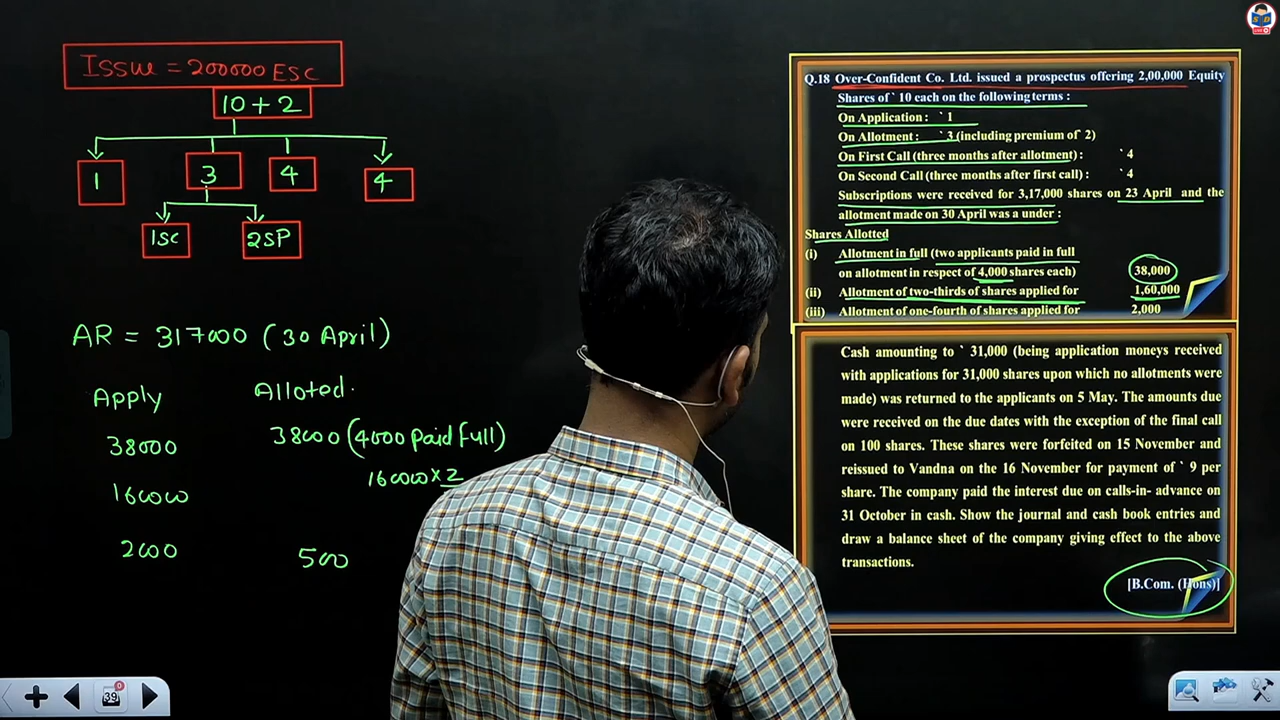 ISSUE = 200000 ESC
10 + 2
1
3
4
4
1SC
2SP
AR = 317000 (30 April)
Apply
Alloted.
38000
38000 (4000 Paid full)
160000
160000 × 2
2000
500
Q.18 Over-Confident Co. Ltd. issued a prospectus offering 2,00,000 Equity
Shares of ` 10 each on the following terms :
On Application : ` 1
On Allotment : ` 3 (including premium of ` 2)
On First Call (three months after allotment) : ` 4
On Second Call (three months after first call) : ` 4
Subscriptions were received for 3,17,000 shares on 23 April and the
allotment made on 30 April was a under :
Shares Allotted
(i) Allotment in full (two applicants paid in full
on allotment in respect of 4,000 shares each) 38,000
(ii) Allotment of two-thirds of shares applied for 1,60,000
(iii) Allotment of one-fourth of shares applied for 2,000
Cash amounting to ` 31,000 (being application moneys received
with applications for 31,000 shares upon which no allotments were
made) was returned to the applicants on 5 May. The amounts due
were received on the due dates with the exception of the final call
on 100 shares. These shares were forfeited on 15 November and
reissued to Vandna on the 16 November for payment of ` 9 per
share. The company paid the interest due on calls-in- advance on
31 October in cash. Show the journal and cash book entries and
draw a balance sheet of the company giving effect to the above
transactions.
[B.Com. (Hons)]
39
0